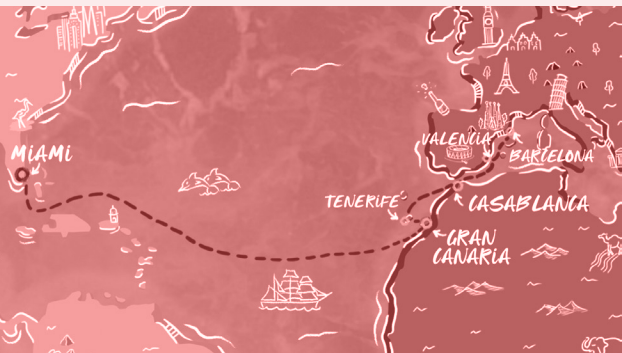 MIAMI
VALENCIA
BARCELONA
TENERIFE
CASABLANCA
GRAN
CANARIA